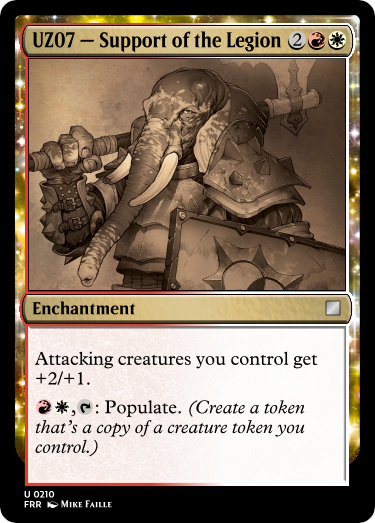 UZ07 — Support of the Legion 2
Enchantment
Attacking creatures you control get
+2/+1.
, : Populate. (Create a token
that's a copy of a creature token you
control.)
U 0210
FRR Mike Faille